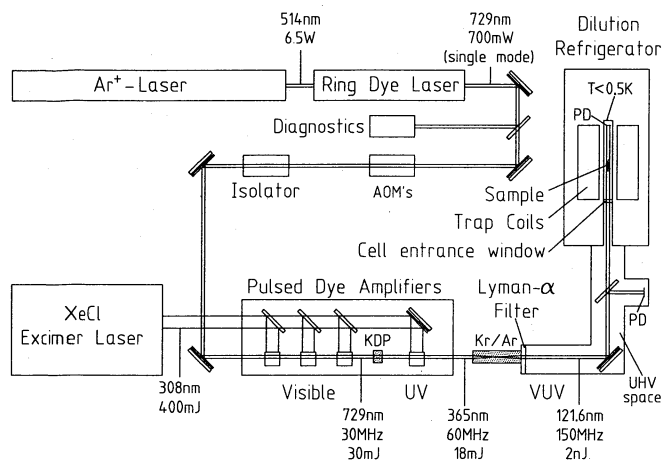 514nm
6.5W
729nm
700mW
(single mode)
Dilution
Refrigerator
Ar⁺-Laser
Ring Dye Laser
T<0,5K
PD
Diagnostics
Isolator
AOM's
Sample
Trap Coils
Cell entrance window
XeCl
Excimer Laser
Pulsed Dye Amplifiers
Lyman-α
Filter
KDP
Kr/Ar
PD
308nm
400mJ
Visible
UV
VUV
UHV
space
729nm
30MHz
30mJ
365nm
60MHz
18mJ
121.6nm
150MHz
2nJ